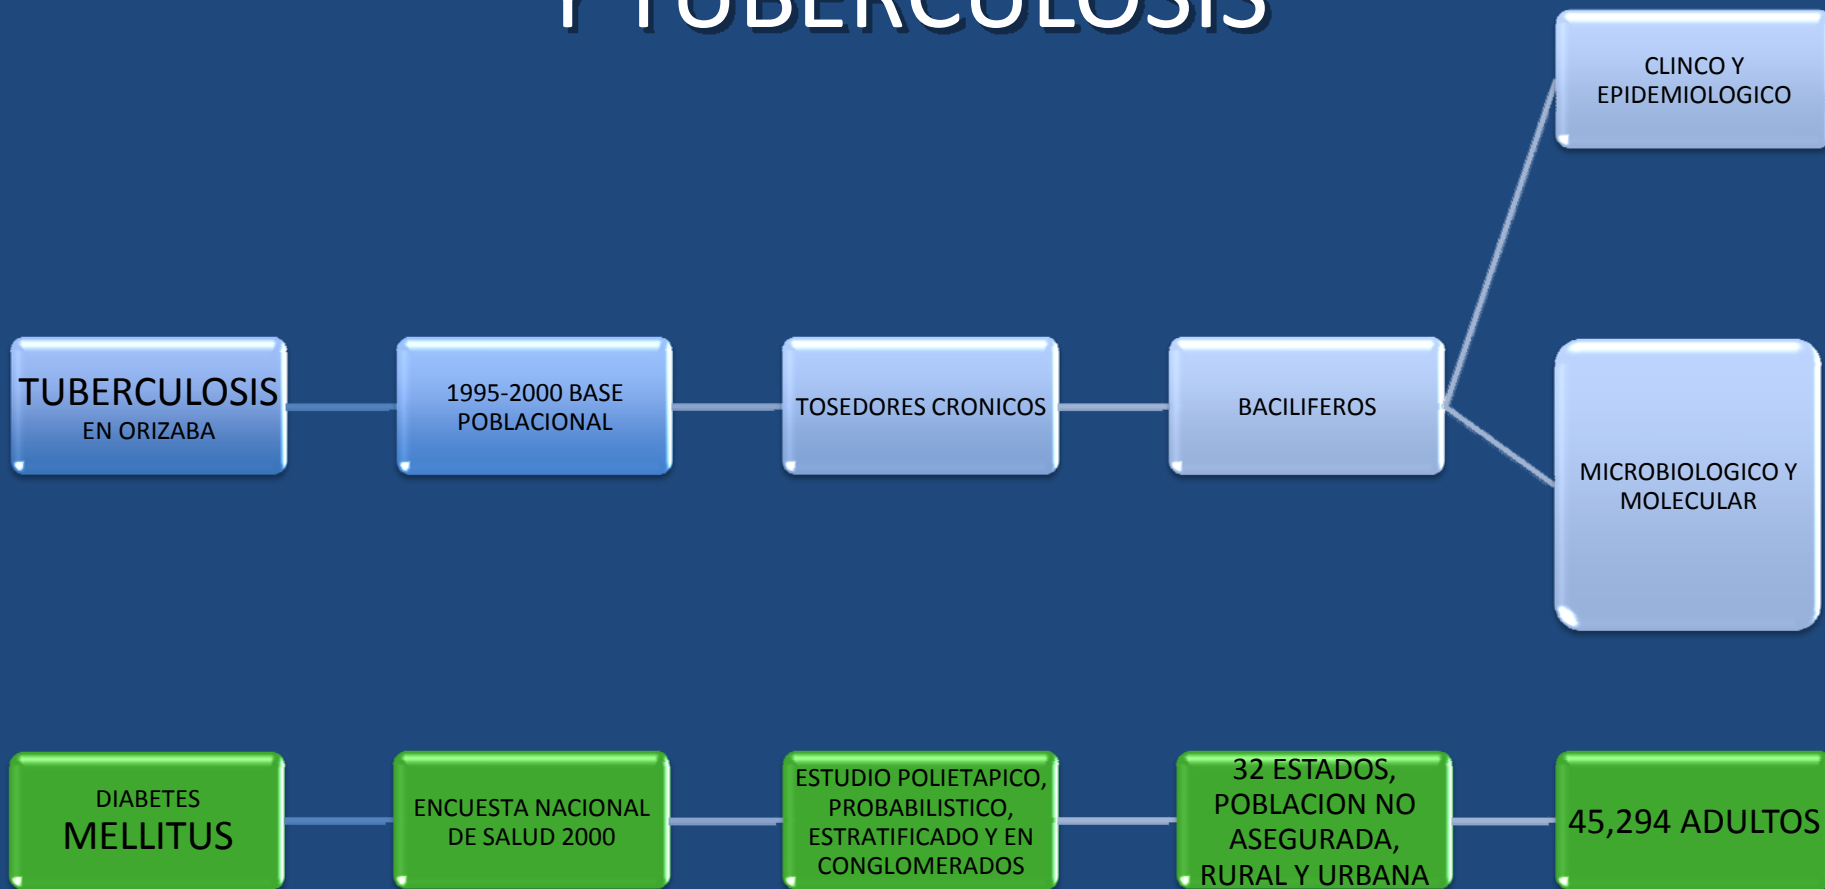 Y TUBERCULOSIS
CLINCO Y
EPIDEMIOLOGICO
TUBERCULOSIS
EN ORIZABA
1995-2000 BASE
POBLACIONAL
TOSEDORES CRONICOS
BACILIFEROS
MICROBIOLOGICO Y
MOLECULAR
DIABETES
MELLITUS
ENCUESTA NACIONAL
DE SALUD 2000
ESTUDIO POLIETAPICO,
PROBABILISTICO,
ESTRATIFICADO Y EN
CONGLOMERADOS
32 ESTADOS,
POBLACION NO
ASEGURADA,
RURAL Y URBANA
45,294 ADULTOS